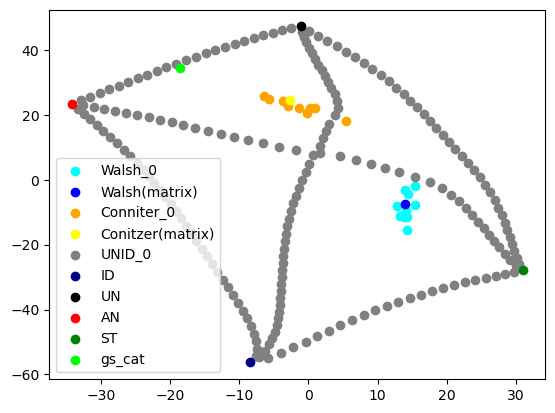 40
20
0
−20
−40
−60
Walsh_0
Walsh(matrix)
Conniter_0
Conitzer(matrix)
UNID_0
ID
UN
AN
ST
gs_cat
−30 −20 −10 0 10 20 30